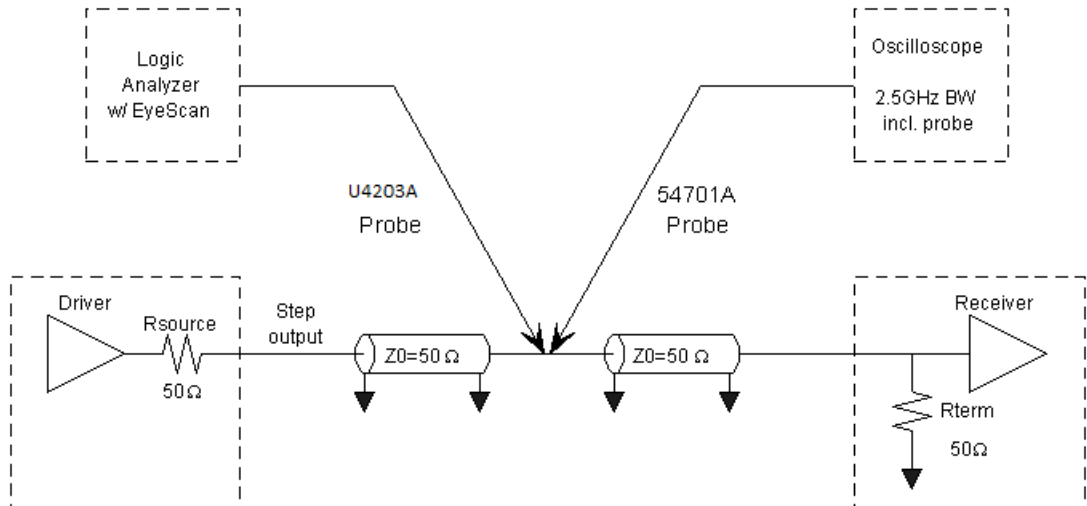 Logic
Analyzer
w/ EyeScan
Oscilloscope
2.5GHz BW
incl. probe
U4203A
Probe
54701A
Probe
Driver
Rsource
50Ω
Step
output
Z0=50 Ω
Z0=50 Ω
Receiver
Rterm
50Ω